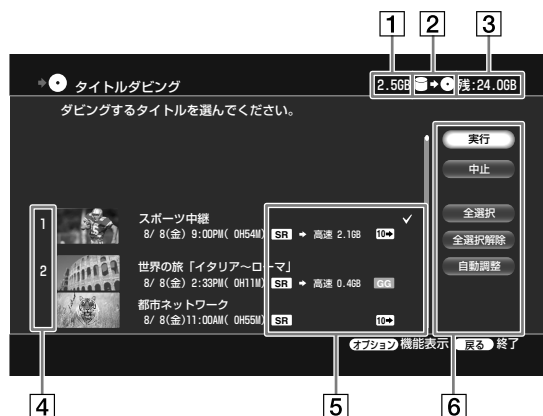 1 2 3
タイトルダビング 2.5GB 残:24.0GB
ダビングするタイトルを選んでください。
実行
中止
全選択
全選択解除
自動調整
1 スポーツ中継
8/ 8(金) 9:00PM( 0H54M) SR 高速 2.1GB 10
2 世界の旅「イタリア〜ローマ」
8/ 8(金) 2:33PM( 0H11M) SR 高速 0.4GB GG
都市ネットワーク
8/ 8(金)11:00AM( 0H55M) SR 10
オプション 機能表示 戻る 終了
4 5 6